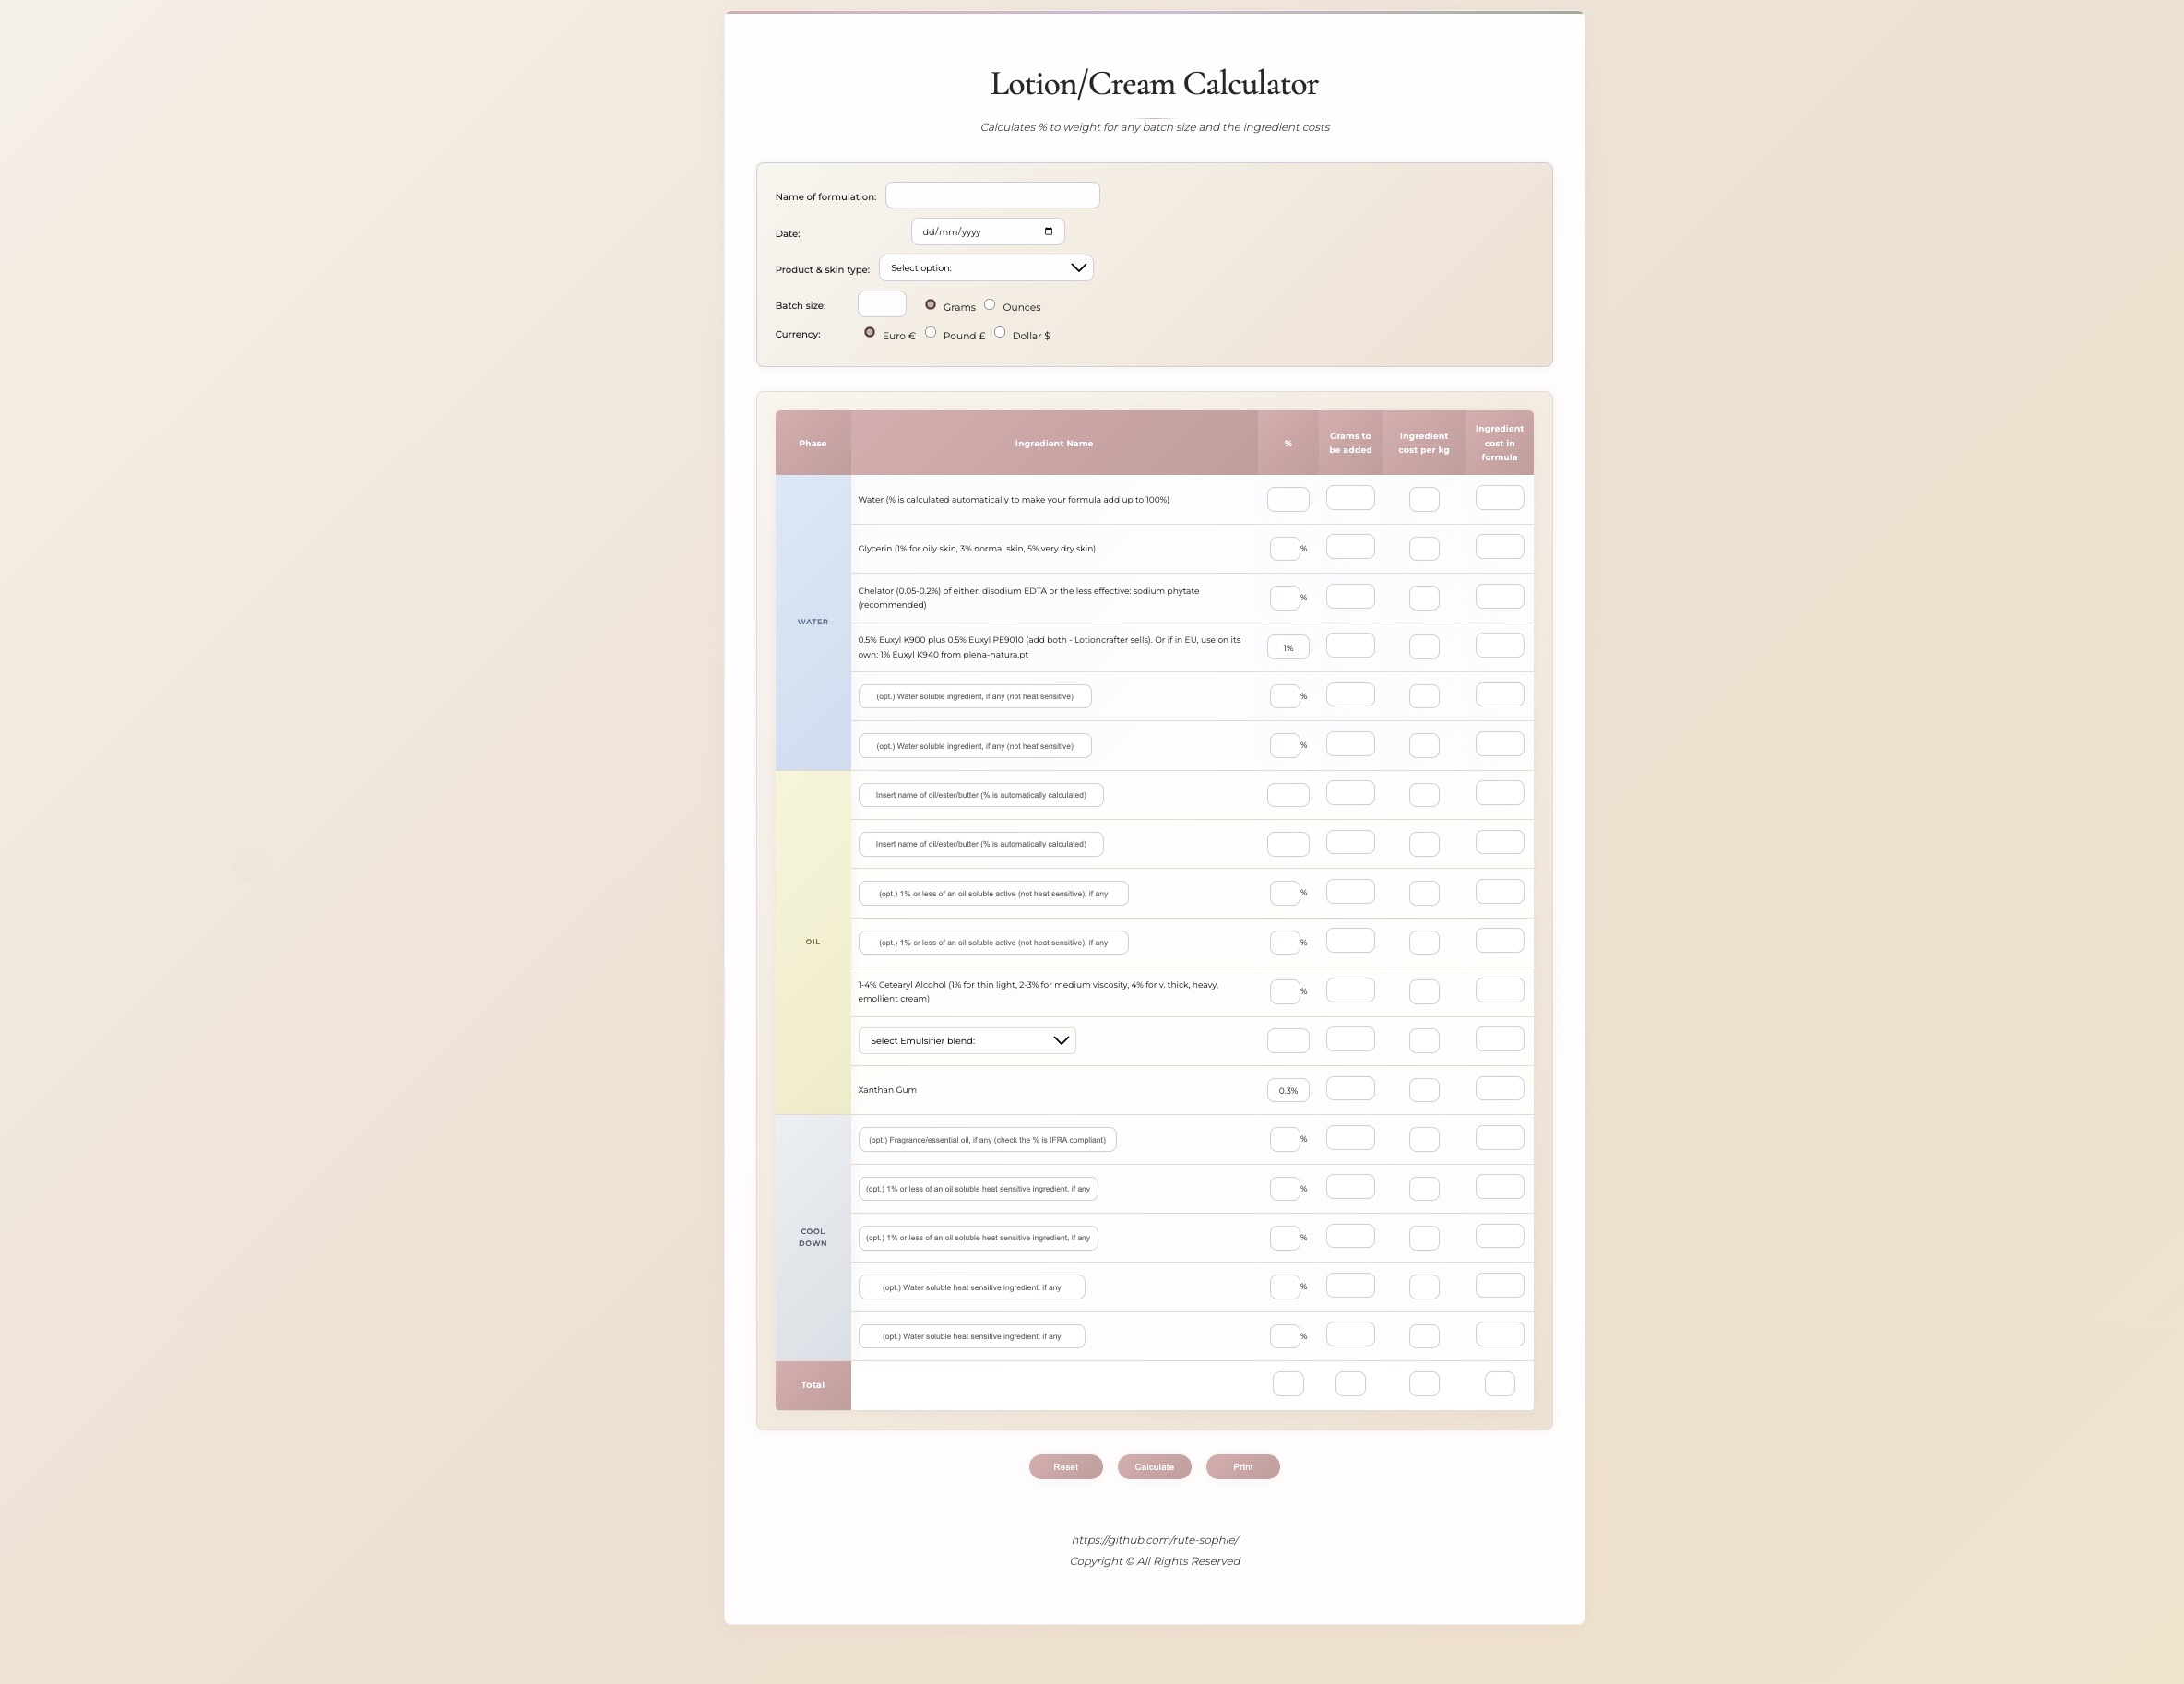 Lotion/Cream Calculator
Calculates % to weight for any batch size and the ingredient costs
Name of formulation:
Date: dd/mm/yyyy
Product & skin type: Select option:
Batch size: Grams Ounces
Currency: Euro € Pound £ Dollar $
Phase Ingredient Name % Grams to be added Ingredient cost per kg Ingredient cost in formula
WATER
Water (% is calculated automatically to make your formula add up to 100%)
Glycerin (1% for oily skin, 3% normal skin, 5% very dry skin) %
Chelator (0.05-0.2%) of either: disodium EDTA or the less effective: sodium phytate
(recommended) %
0.5% Euxyl K900 plus 0.5% Euxyl PE9010 (add both - Lotioncrafter sells). Or if in EU, use on its
own: 1% Euxyl K940 from plena-natura.pt 1%
(opt.) Water soluble ingredient, if any (not heat sensitive) %
(opt.) Water soluble ingredient, if any (not heat sensitive) %
OIL
Insert name of oil/ester/butter (% is automatically calculated)
Insert name of oil/ester/butter (% is automatically calculated)
(opt.) 1% or less of an oil soluble active (not heat sensitive), if any %
(opt.) 1% or less of an oil soluble active (not heat sensitive), if any %
1-4% Cetearyl Alcohol (1% for thin light, 2-3% for medium viscosity, 4% for v. thick, heavy,
emollient cream) %
Select Emulsifier blend:
Xanthan Gum 0.3%
COOL
DOWN
(opt.) Fragrance/essential oil, if any (check the % is IFRA compliant) %
(opt.) 1% or less of an oil soluble heat sensitive ingredient, if any %
(opt.) 1% or less of an oil soluble heat sensitive ingredient, if any %
(opt.) Water soluble heat sensitive ingredient, if any %
(opt.) Water soluble heat sensitive ingredient, if any %
Total
Reset Calculate Print
https://github.com/rute-sophie/
Copyright © All Rights Reserved